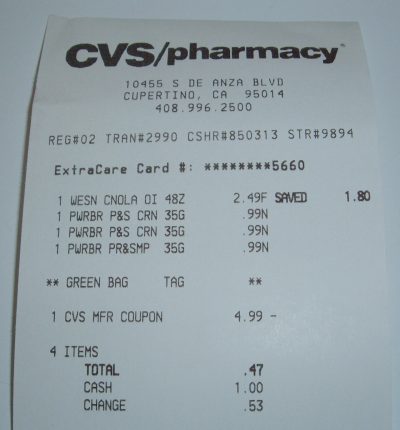 CVS/pharmacy
10455 S DE ANZA BLVD
CUPERTINO, CA 95014
408.996.2500
REG#02 TRAN#2990 CSHR#850313 STR#9894
ExtraCare Card #: ********5660
1 WESN CNOLA OI 48Z 2.49F SAVED 1.80
1 PWRBR P&S CRN 35G .99N
1 PWRBR P&S CRN 35G .99N
1 PWRBR PR&SMP 35G .99N
** GREEN BAG TAG **
1 CVS MFR COUPON 4.99 -
4 ITEMS
TOTAL .47
CASH 1.00
CHANGE .53